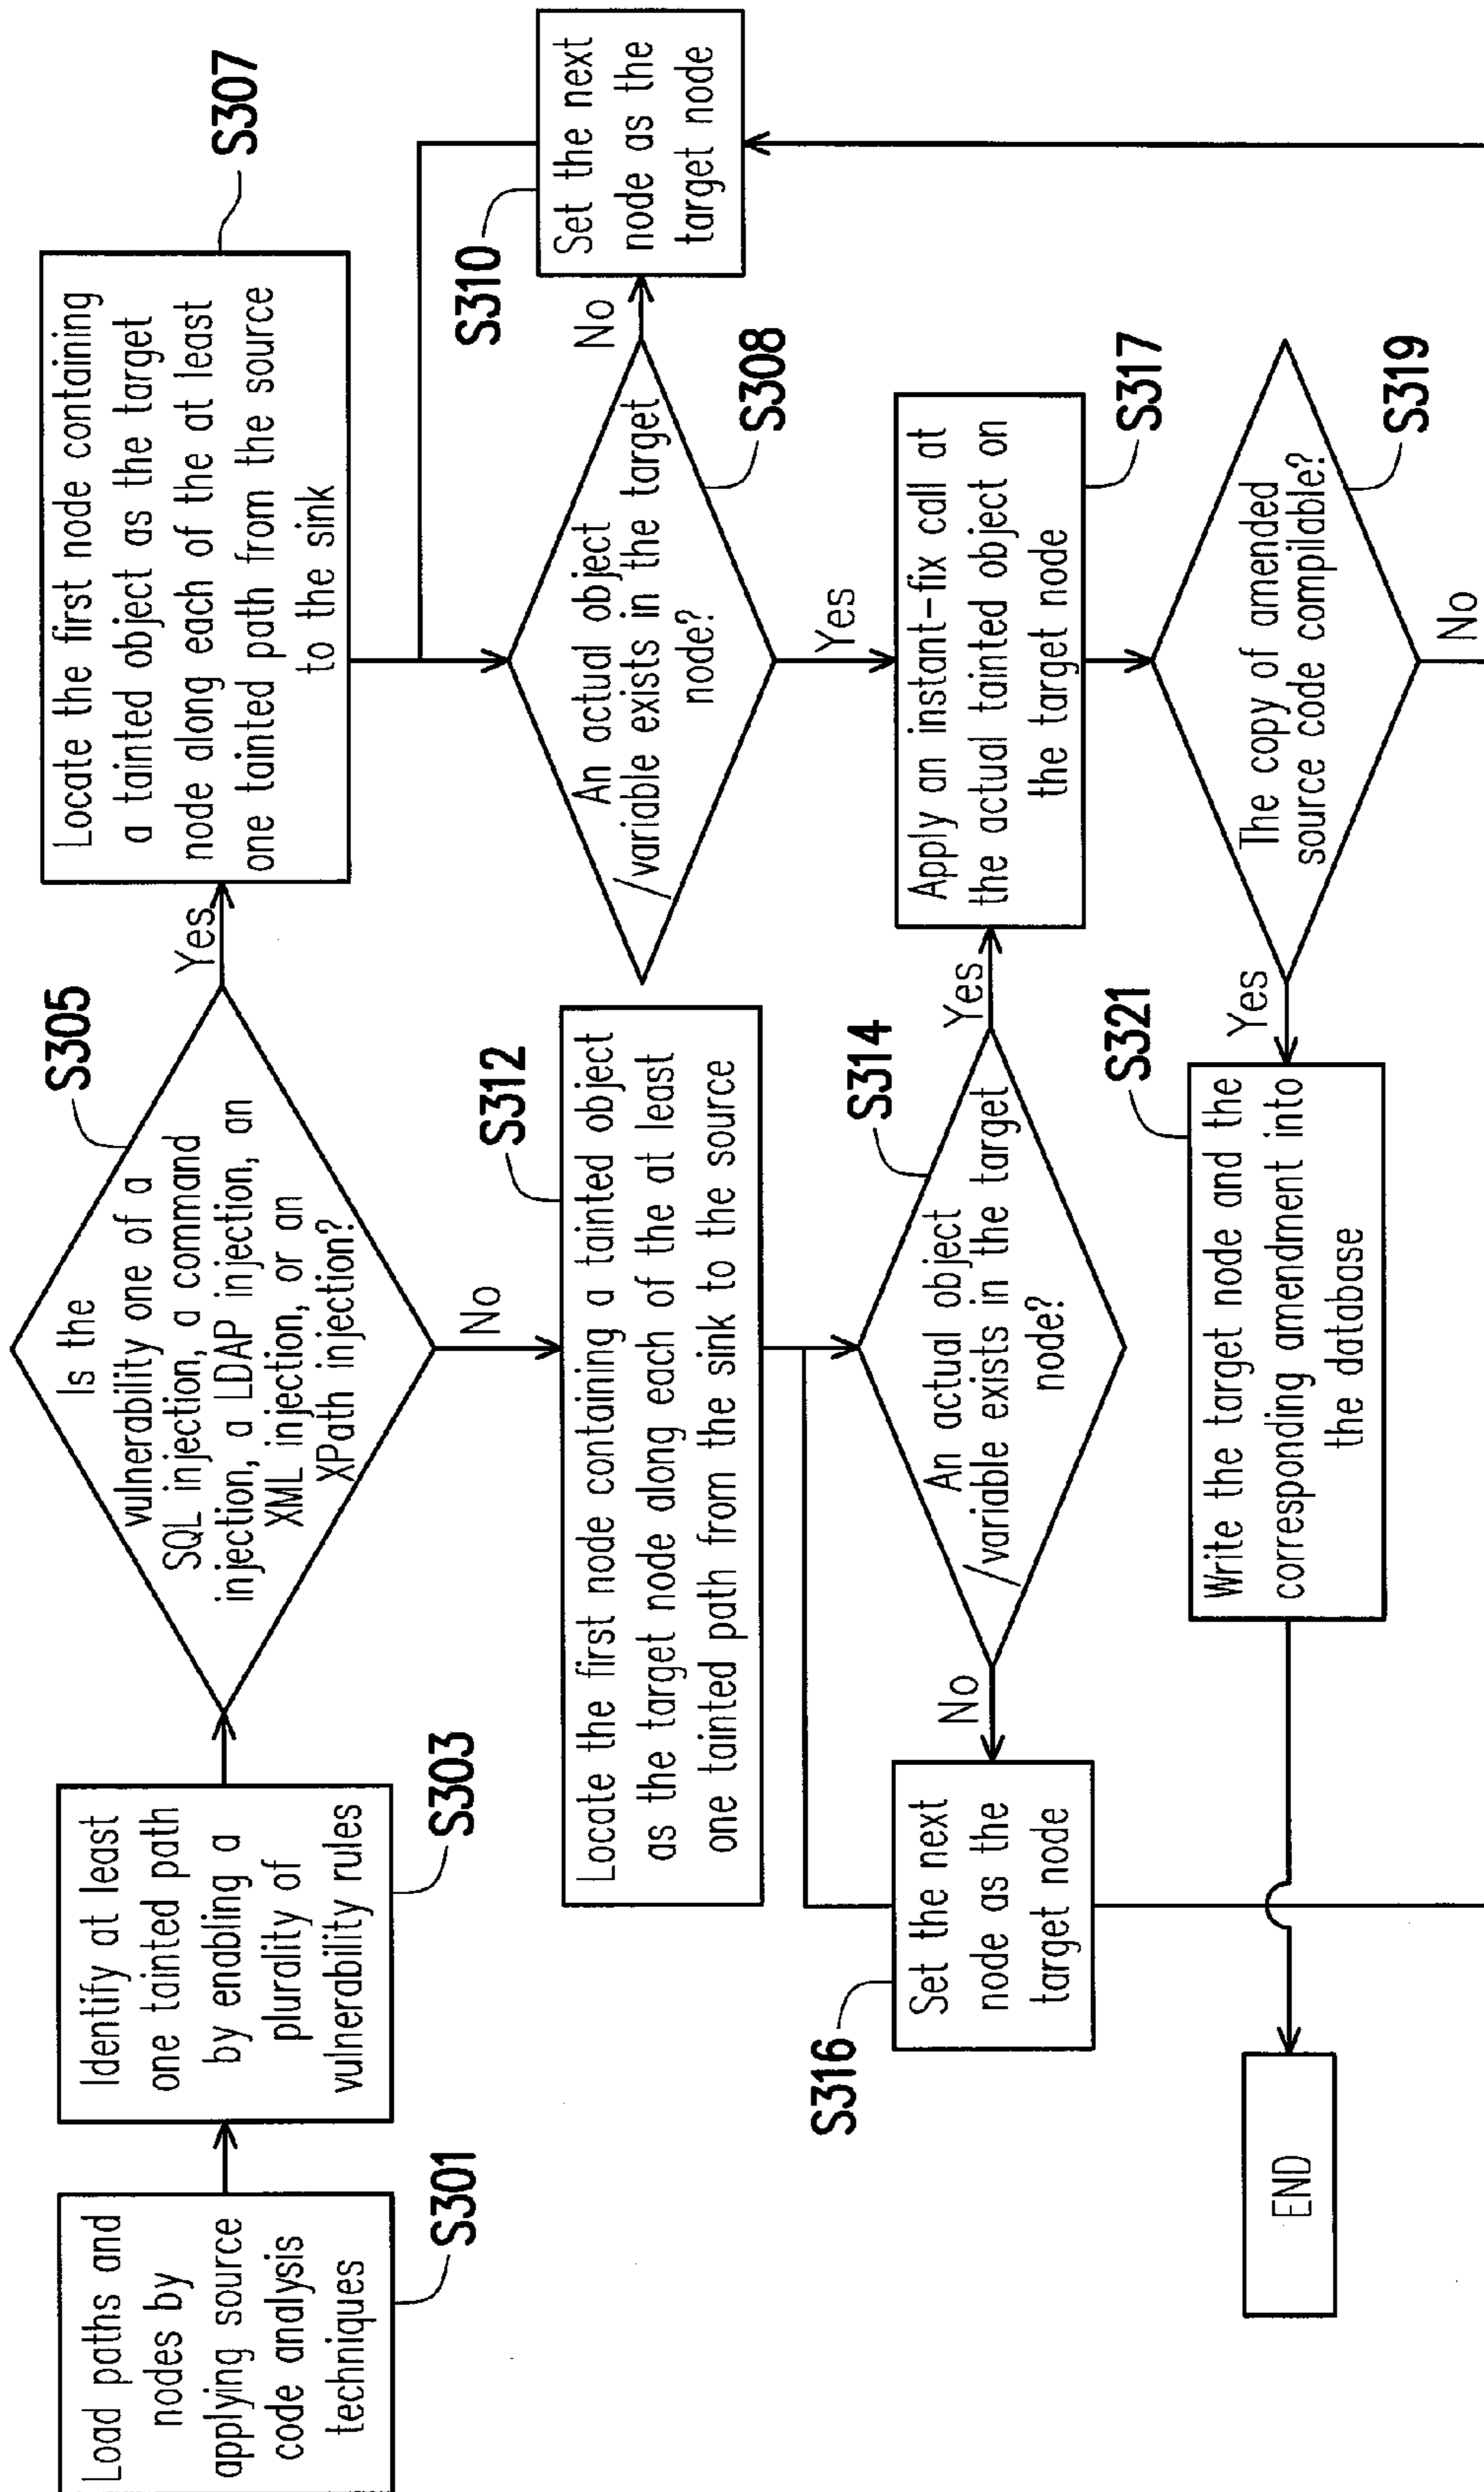 Load paths and
nodes by
applying source
code analysis
techniques
S301
Identify at least
one tainted path
by enabling a
plurality of
vulnerability rules
S303
Is the
vulnerability one of a
SQL injection, a command
injection, a LDAP injection, an
XML injection, or an
XPath injection?
S305
Yes
No
Locate the first node containing
a tainted object as the target
node along each of the at least
one tainted path from the source
to the sink
S307
An actual object
/variable exists in the target
node?
S308
No
Yes
Set the next
node as the
target node
S310
Locate the first node containing a tainted object
as the target node along each of the at least
one tainted path from the sink to the source
S312
An actual object
/variable exists in the target
node?
S314
No
Yes
Set the next
node as the
target node
S316
Apply an instant-fix call at
the actual tainted object on
the target node
S317
The copy of amended
source code compilable?
S319
Yes
No
Write the target node and the
corresponding amendment into
the database
S321
END